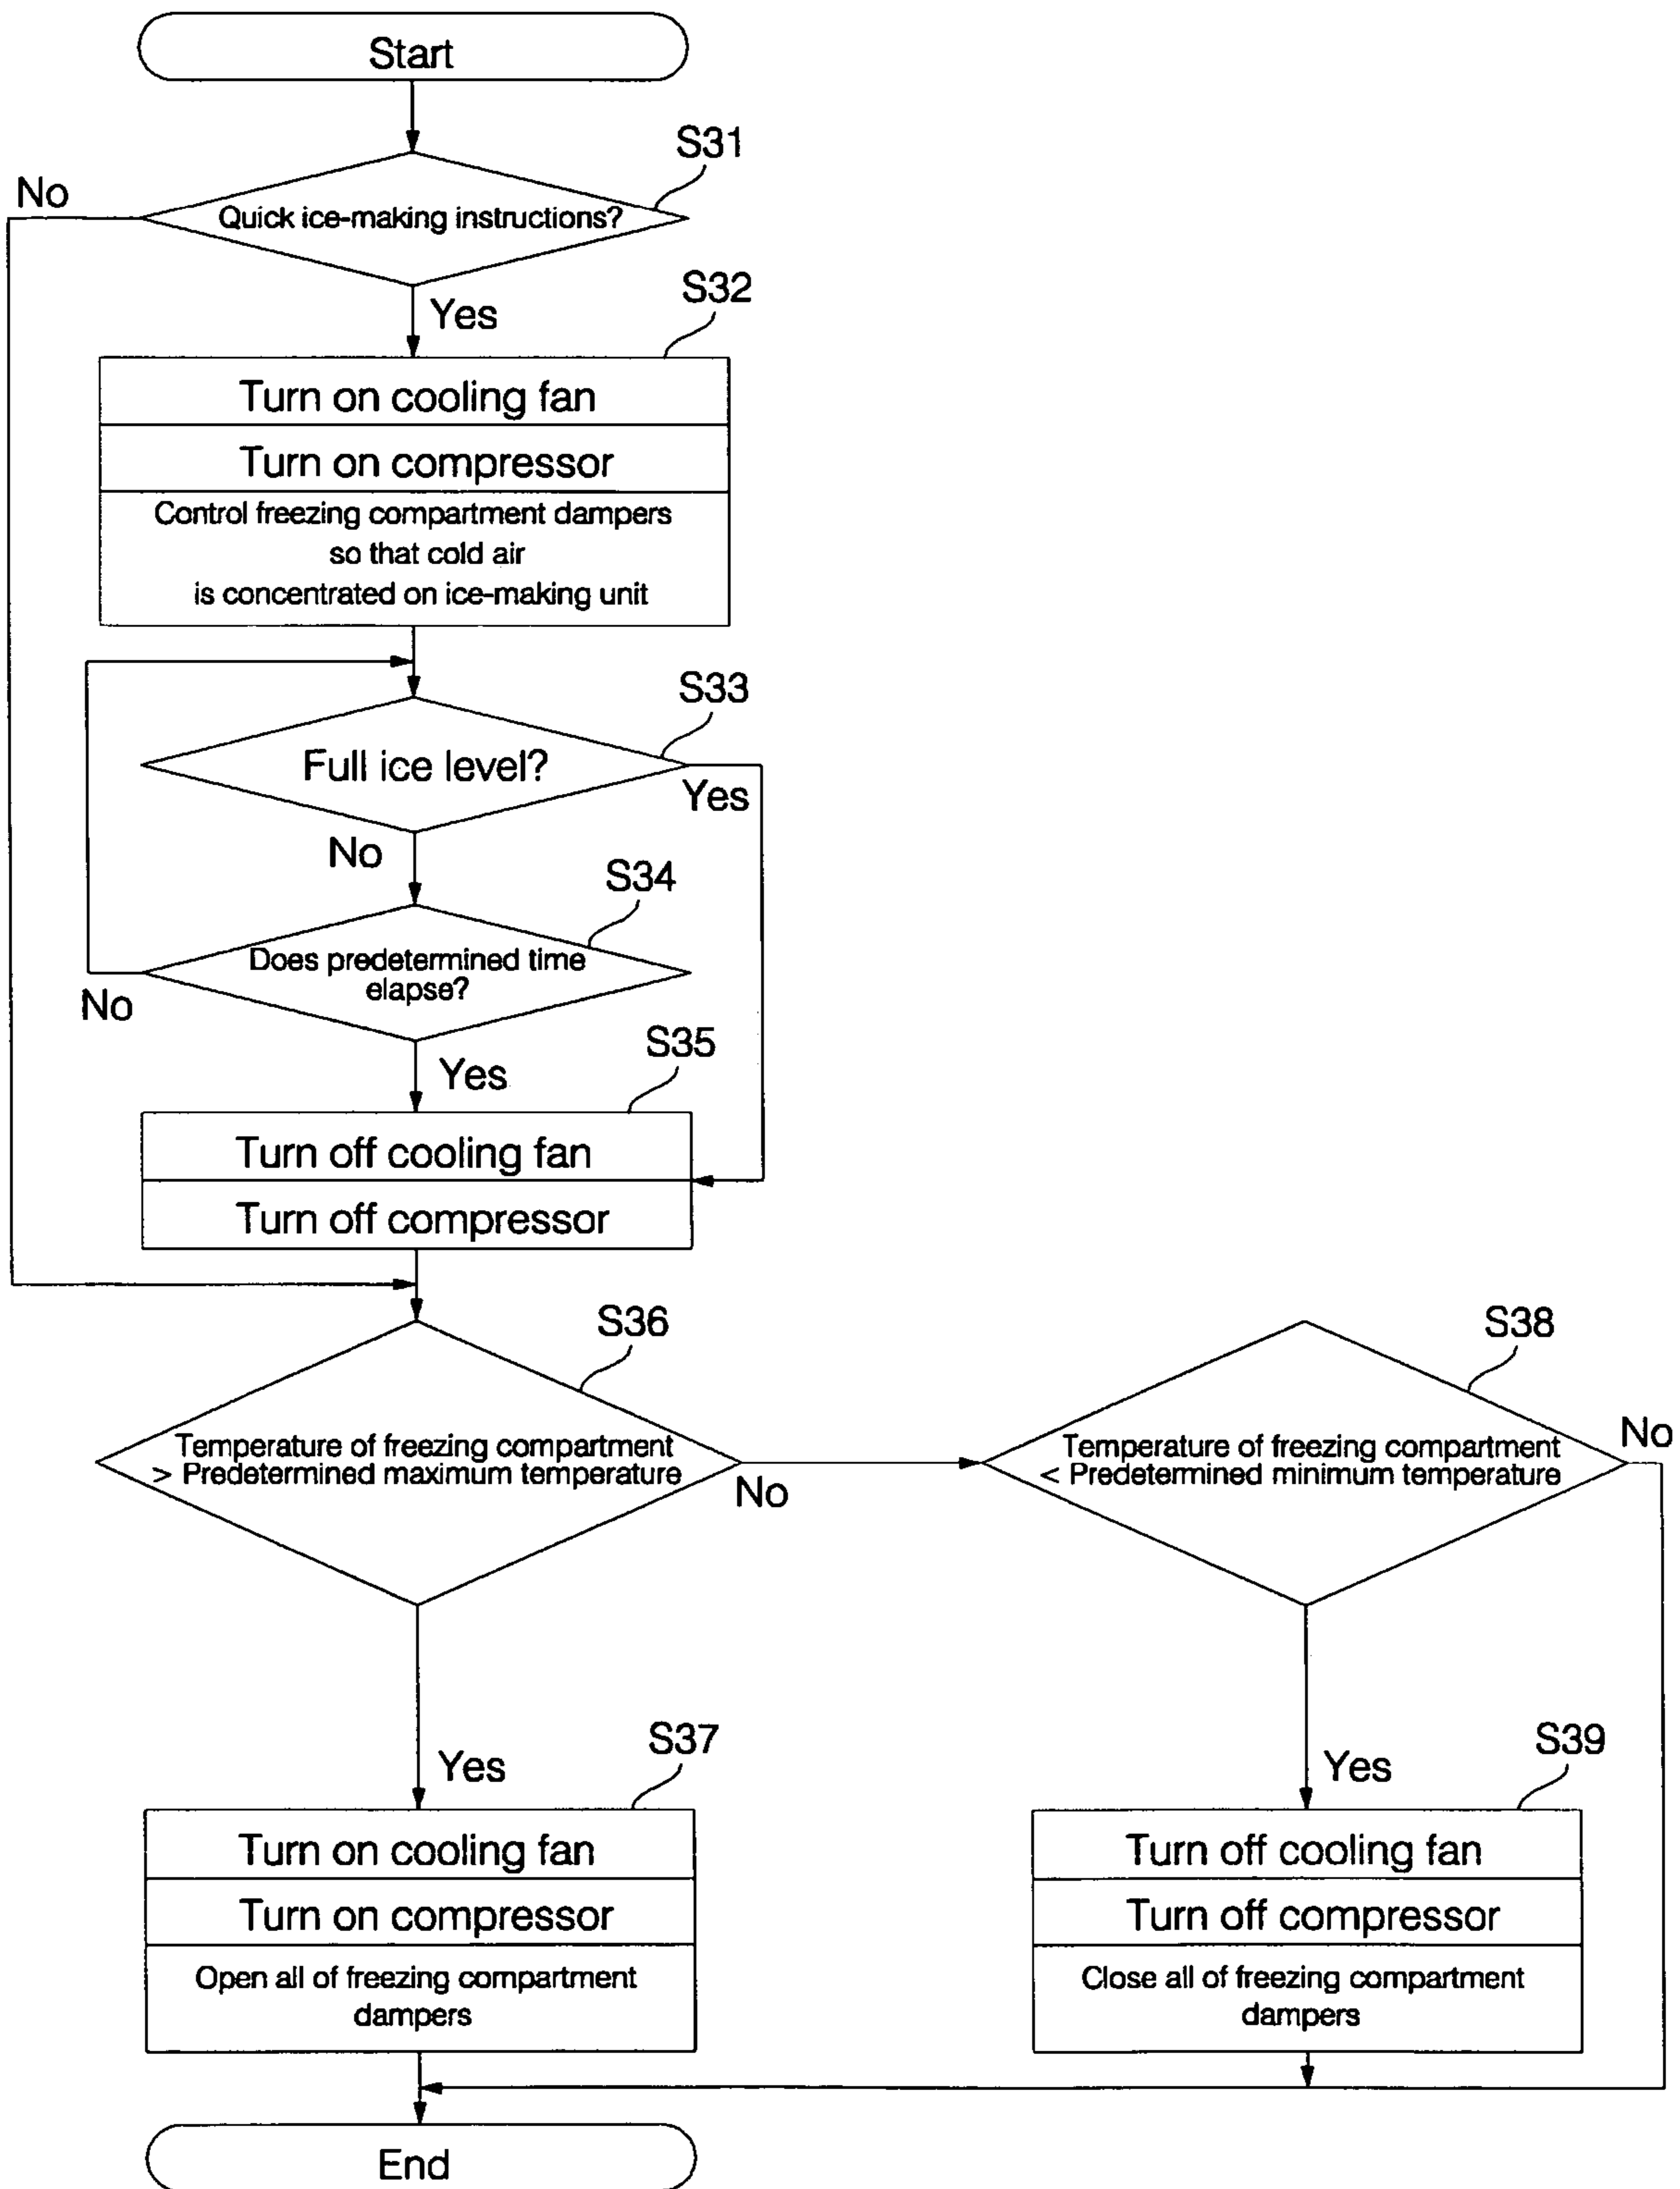 Start
S31
No
Quick ice-making instructions?
S32
Yes
Turn on cooling fan
Turn on compressor
Control freezing compartment dampers
so that cold air
is concentrated on ice-making unit
S33
Full ice level?
Yes
No
S34
Does predetermined time
elapse?
No
S35
Yes
Turn off cooling fan
Turn off compressor
S36
Temperature of freezing compartment
> Predetermined maximum temperature
No
S38
No
Temperature of freezing compartment
< Predetermined minimum temperature
S37
Yes
Turn on cooling fan
Turn on compressor
Open all of freezing compartment
dampers
S39
Yes
Turn off cooling fan
Turn off compressor
Close all of freezing compartment
dampers
End